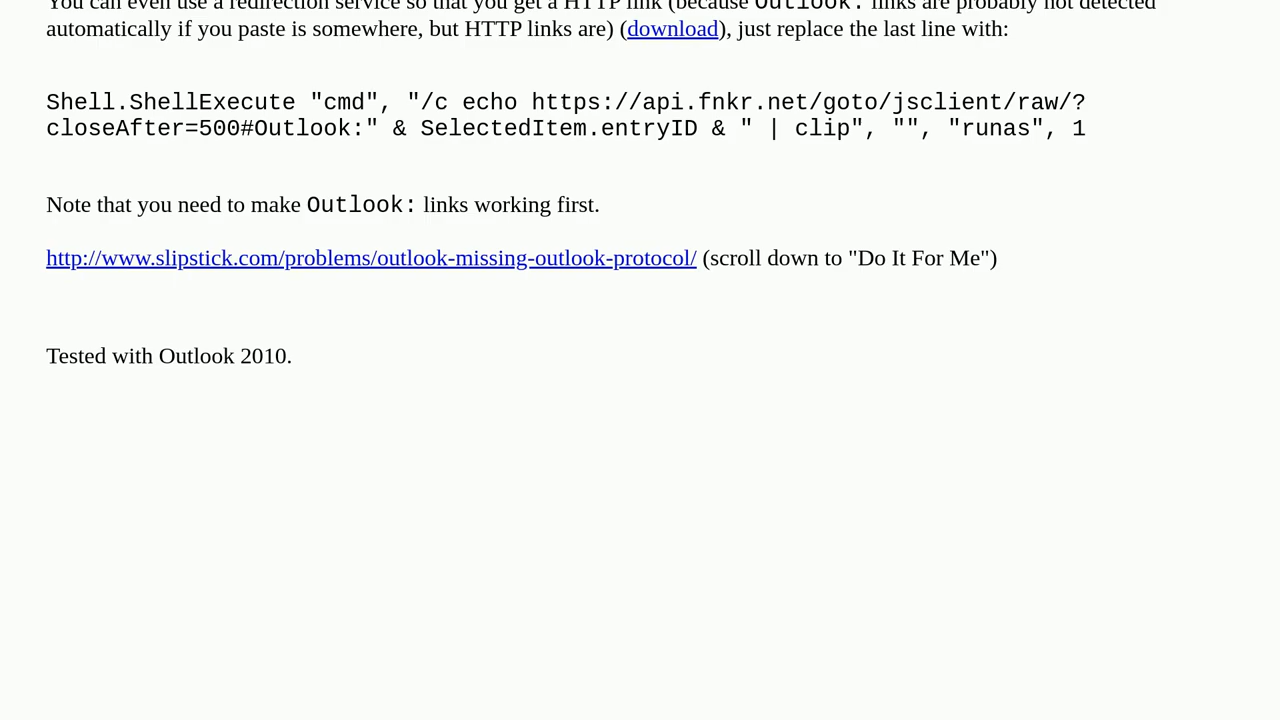 You can even use a redirection service so that you get a HTTP link (because Outlook: links are probably not detected
automatically if you paste is somewhere, but HTTP links are) (download), just replace the last line with:
Shell.ShellExecute "cmd", "/c echo https://api.fnkr.net/goto/jsclient/raw/?
closeAfter=500#Outlook:" & SelectedItem.entryID & " | clip", "", "runas", 1
Note that you need to make Outlook: links working first.
http://www.slipstick.com/problems/outlook-missing-outlook-protocol/ (scroll down to "Do It For Me")
Tested with Outlook 2010.